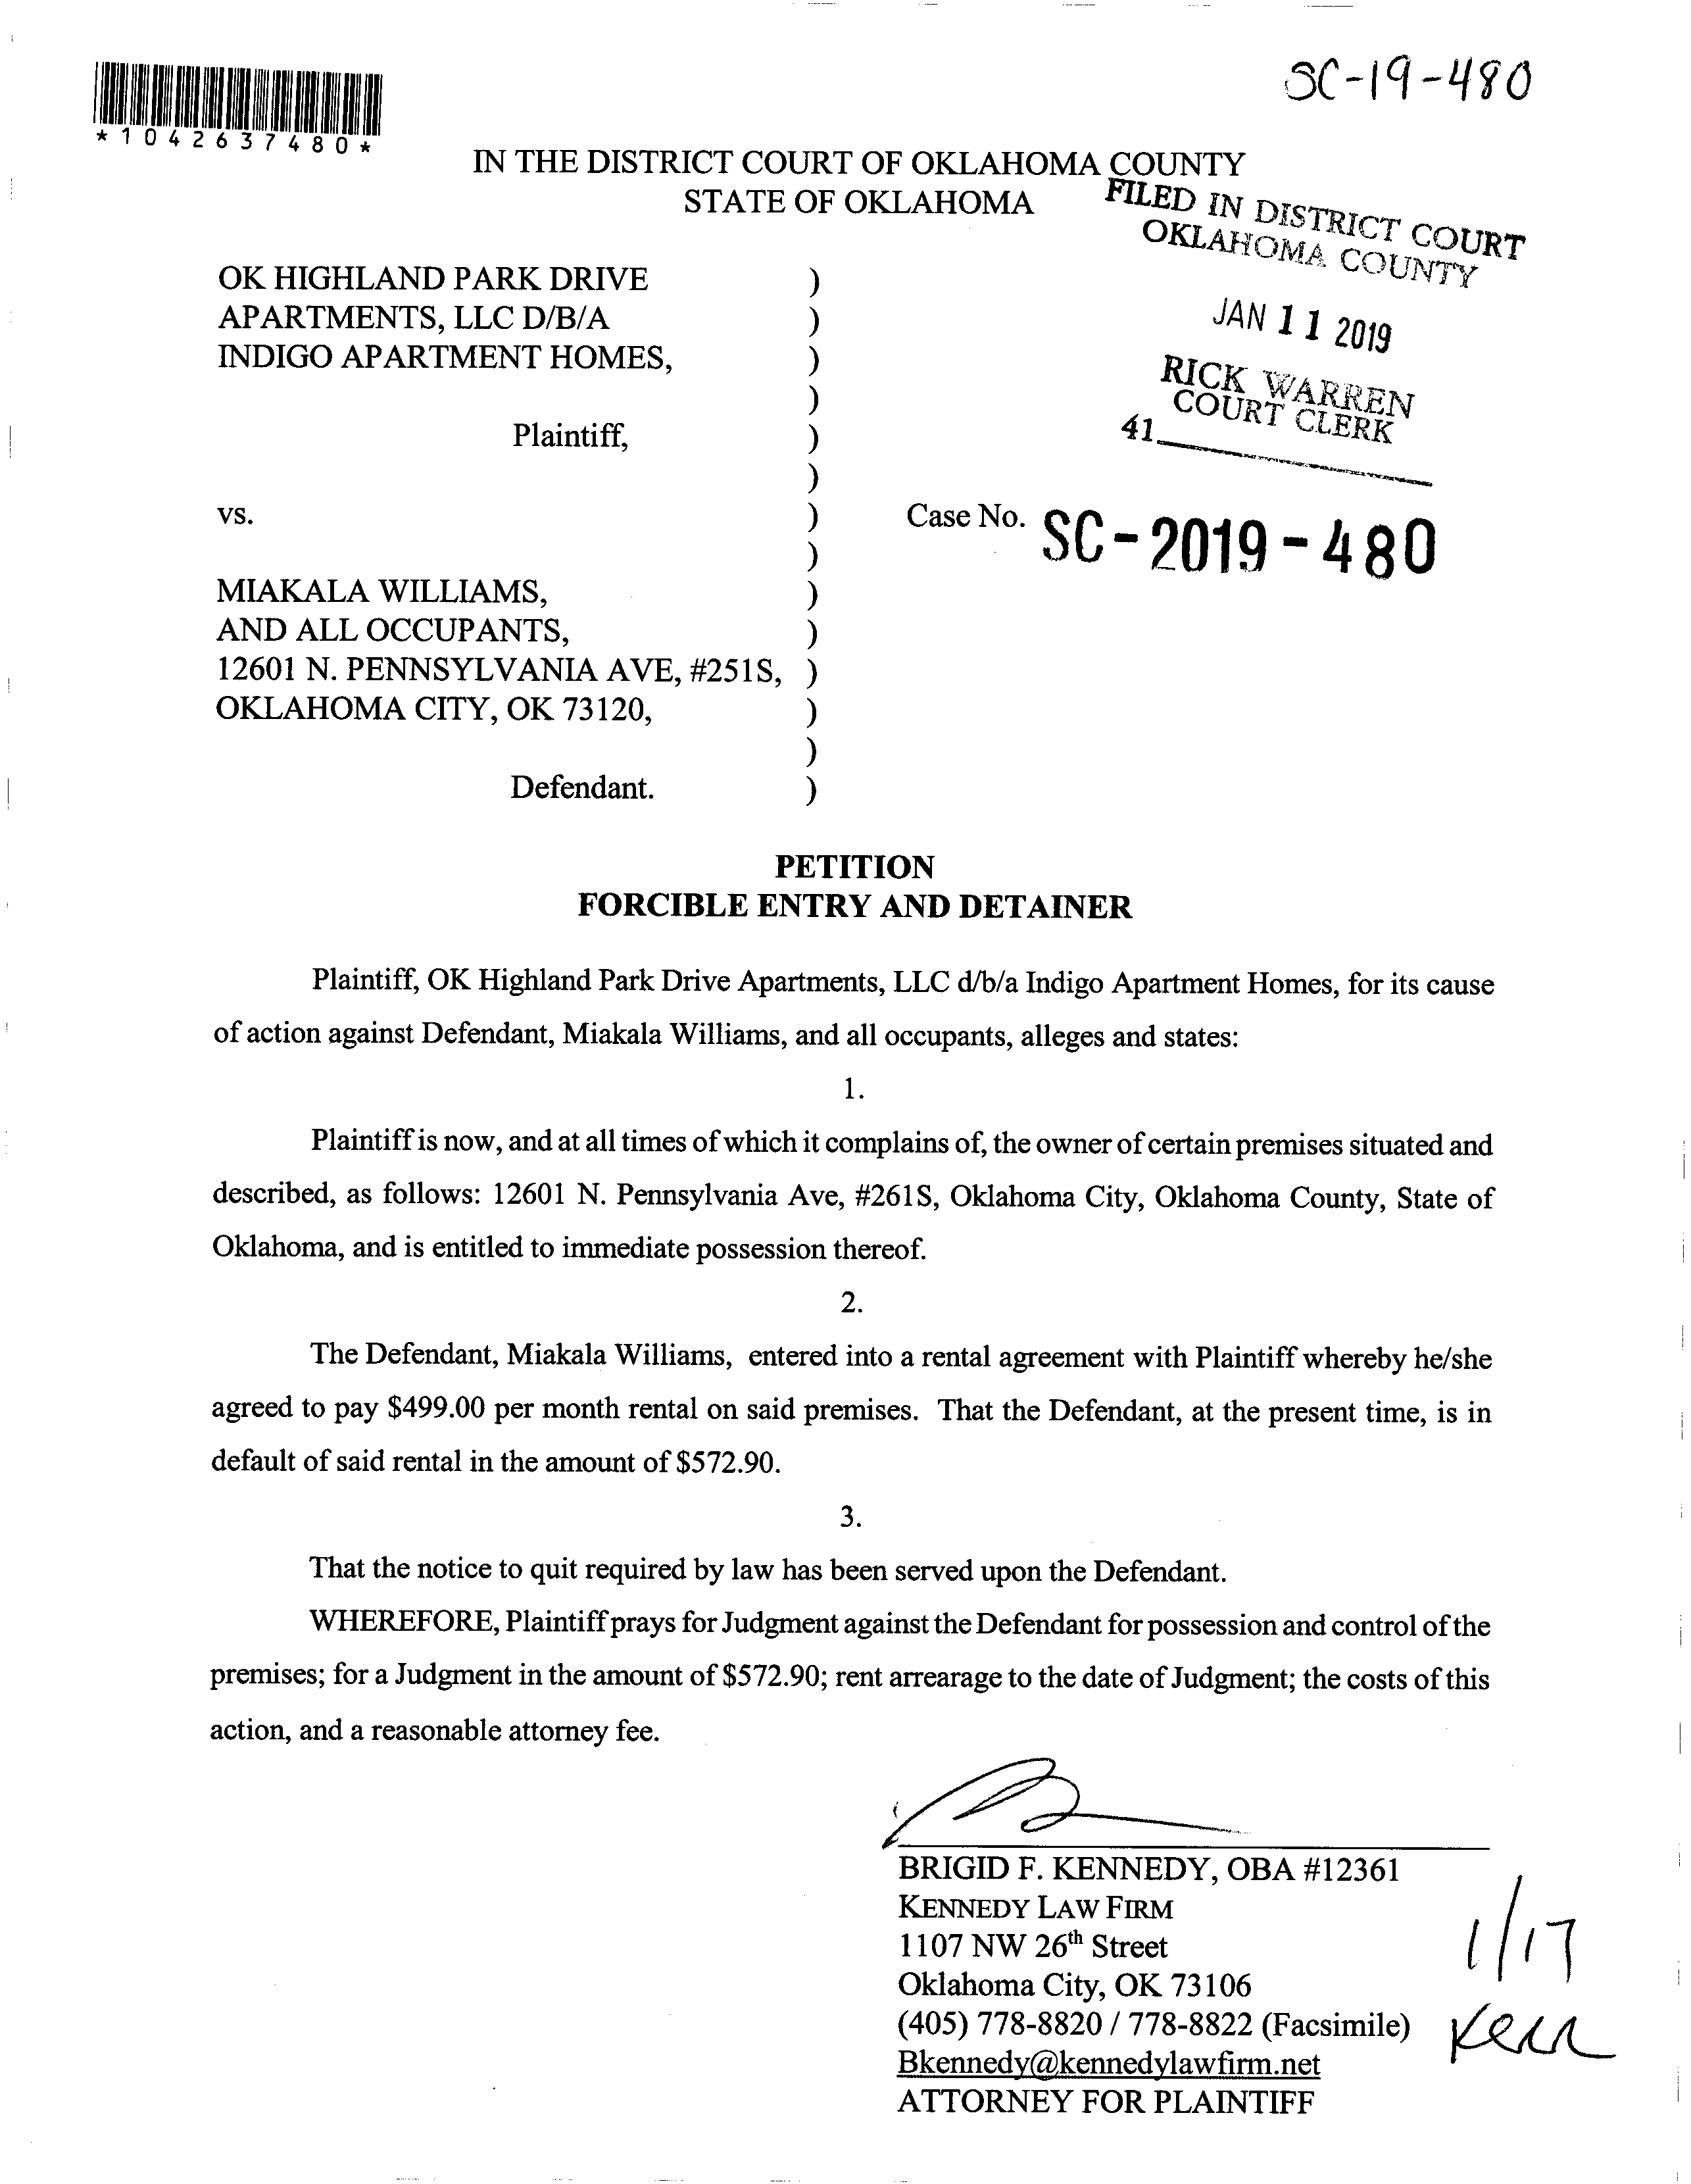 SC-19-480
*1042637480*
IN THE DISTRICT COURT OF OKLAHOMA COUNTY
STATE OF OKLAHOMA
FILED IN DISTRICT COURT
OKLAHOMA COUNTY
JAN 11 2019
RICK WARREN
COURT CLERK
41
OK HIGHLAND PARK DRIVE )
APARTMENTS, LLC D/B/A )
INDIGO APARTMENT HOMES, )
)
Plaintiff, )
)
vs. ) Case No. SC-2019-480
)
MIAKALA WILLIAMS, )
AND ALL OCCUPANTS, )
12601 N. PENNSYLVANIA AVE, #251S, )
OKLAHOMA CITY, OK 73120, )
)
Defendant. )
PETITION
FORCIBLE ENTRY AND DETAINER
Plaintiff, OK Highland Park Drive Apartments, LLC d/b/a Indigo Apartment Homes, for its cause
of action against Defendant, Miakala Williams, and all occupants, alleges and states:
1.
Plaintiff is now, and at all times of which it complains of, the owner of certain premises situated and
described, as follows: 12601 N. Pennsylvania Ave, #261S, Oklahoma City, Oklahoma County, State of
Oklahoma, and is entitled to immediate possession thereof.
2.
The Defendant, Miakala Williams, entered into a rental agreement with Plaintiff whereby he/she
agreed to pay $499.00 per month rental on said premises. That the Defendant, at the present time, is in
default of said rental in the amount of $572.90.
3.
That the notice to quit required by law has been served upon the Defendant.
WHEREFORE, Plaintiff prays for Judgment against the Defendant for possession and control of the
premises; for a Judgment in the amount of $572.90; rent arrearage to the date of Judgment; the costs of this
action, and a reasonable attorney fee.
BRIGID F. KENNEDY, OBA #12361
KENNEDY LAW FIRM
1107 NW 26th Street
Oklahoma City, OK 73106
(405) 778-8820 / 778-8822 (Facsimile)
Bkennedy@kennedylawfirm.net
ATTORNEY FOR PLAINTIFF
1/17
Kerr